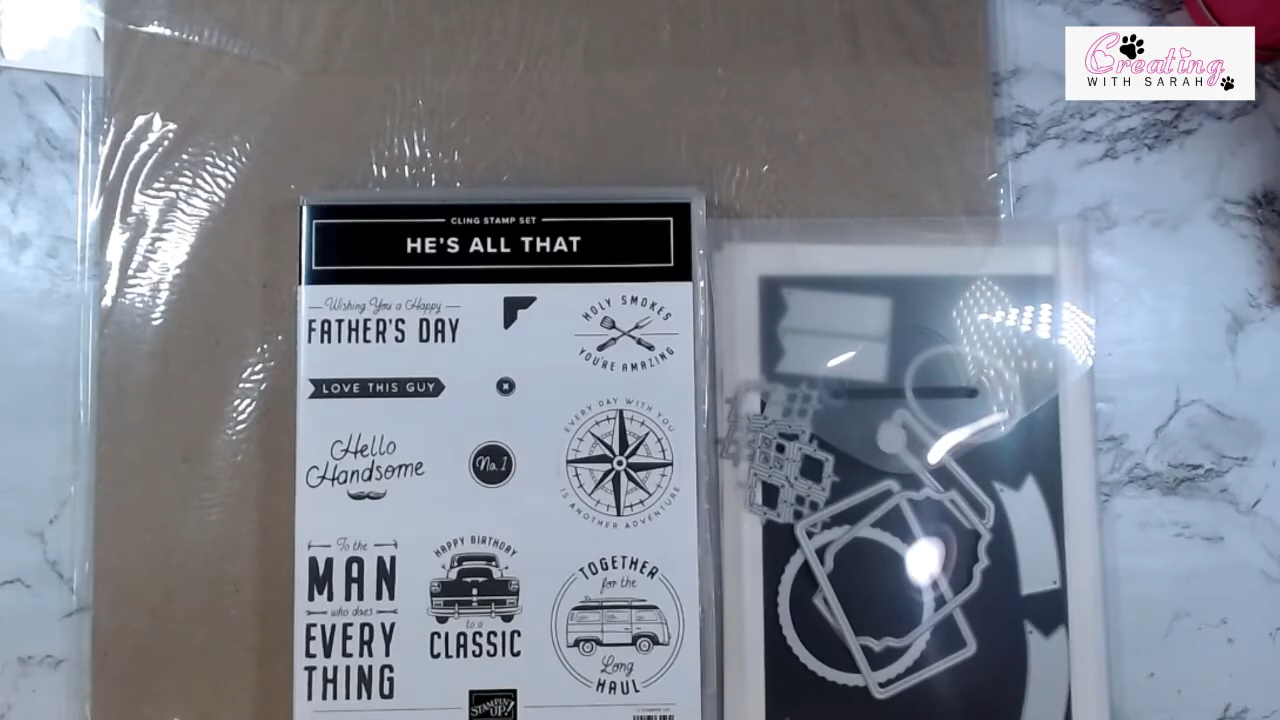 Creating
WITH SARAH
CLING STAMP SET
HE'S ALL THAT
Wishing You a Happy
FATHER'S DAY
HOLY SMOKES
YOU'RE AMAZING
LOVE THIS GUY
Hello
Handsome
No. 1
EVERY DAY WITH YOU
IS ANOTHER ADVENTURE
To the
MAN
who does
EVERY
THING
HAPPY BIRTHDAY
to a
CLASSIC
TOGETHER
for the
Long
HAUL
STAMPIN' UP!